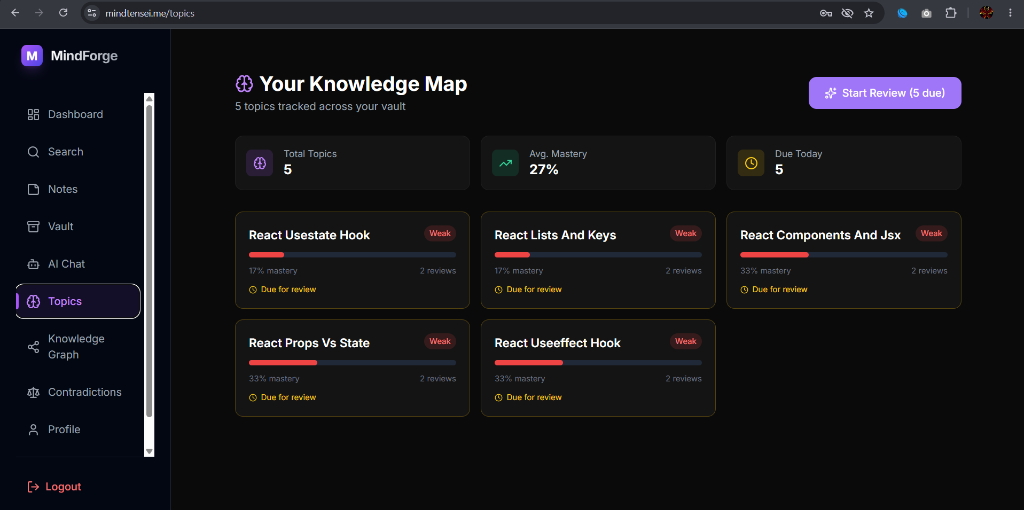 mindtensei.me/topics
M MindForge
Dashboard
Search
Notes
Vault
AI Chat
Topics
Knowledge
Graph
Contradictions
Profile
Logout
Your Knowledge Map
5 topics tracked across your vault
Start Review (5 due)
Total Topics
5
Avg. Mastery
27%
Due Today
5
React Usestate Hook
Weak
17% mastery
2 reviews
Due for review
React Lists And Keys
Weak
17% mastery
2 reviews
Due for review
React Components And Jsx
Weak
33% mastery
2 reviews
Due for review
React Props Vs State
Weak
33% mastery
2 reviews
Due for review
React Useeffect Hook
Weak
33% mastery
2 reviews
Due for review